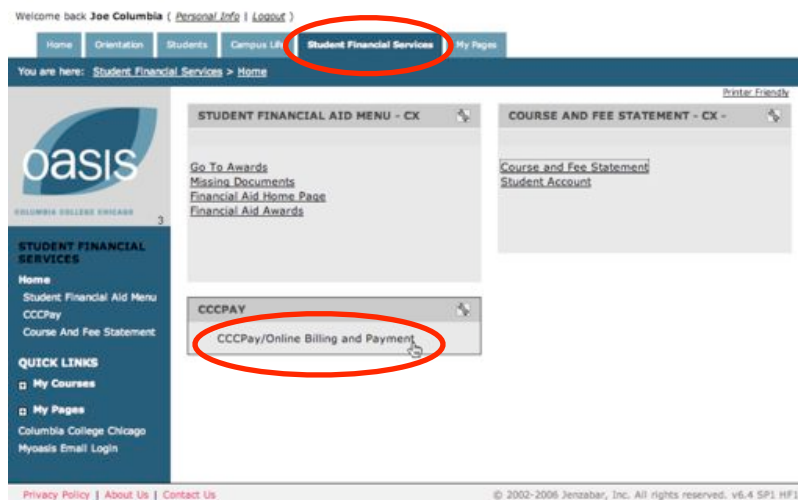 Welcome back Joe Columbia ( Personal Info | Logout )
Home Orientation Students Campus Life Student Financial Services My Pages
You are here: Student Financial Services > Home
Printer Friendly
oasis
COLUMBIA COLLEGE CHICAGO
3
STUDENT FINANCIAL SERVICES
Home
Student Financial Aid Menu
CCCPay
Course And Fee Statement
QUICK LINKS
My Courses
My Pages
Columbia College Chicago
Myoasis Email Login
STUDENT FINANCIAL AID MENU - CX
Go To Awards
Missing Documents
Financial Aid Home Page
Financial Aid Awards
COURSE AND FEE STATEMENT - CX -
Course and Fee Statement
Student Account
CCCPAY
CCCPay/Online Billing and Payment
Privacy Policy | About Us | Contact Us
© 2002-2006 Jenzabar, Inc. All rights reserved. v6.4 SP1 HF1